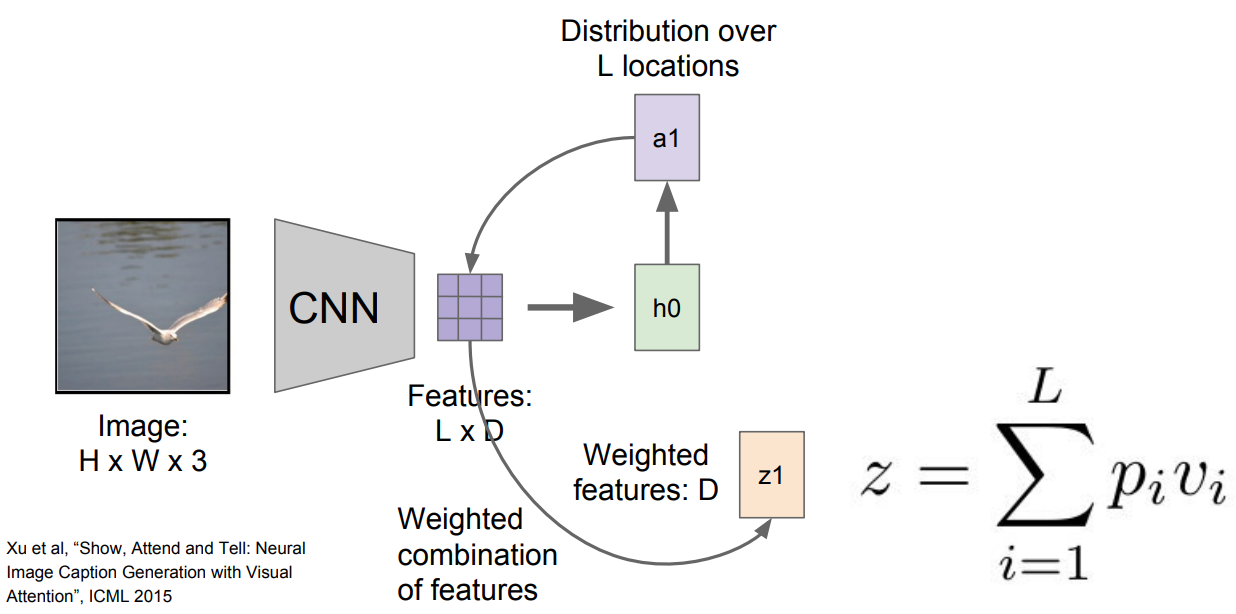 Distribution over
L locations
a1
CNN
h0
Features:
L x D
Image:
H x W x 3
Weighted
features: D
z1
z = \sum_{i=1}^{L} p_i v_i
Weighted
combination
of features
Xu et al, “Show, Attend and Tell: Neural
Image Caption Generation with Visual
Attention”, ICML 2015